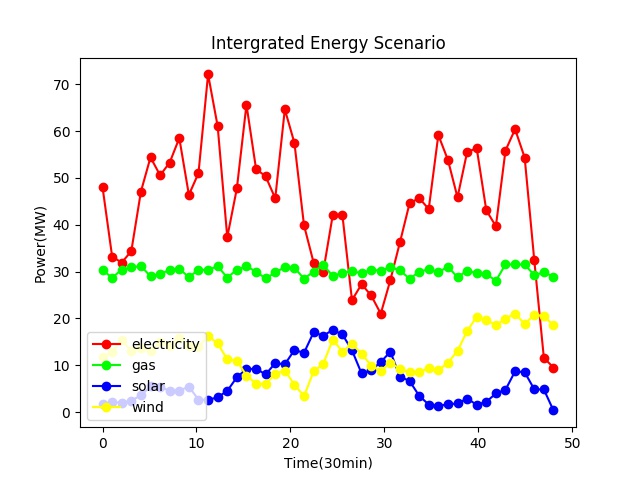 Intergrated Energy Scenario
Power(MW)
70
60
50
40
30
20
10
0
electricity
gas
solar
wind
0 10 20 30 40 50
Time(30min)